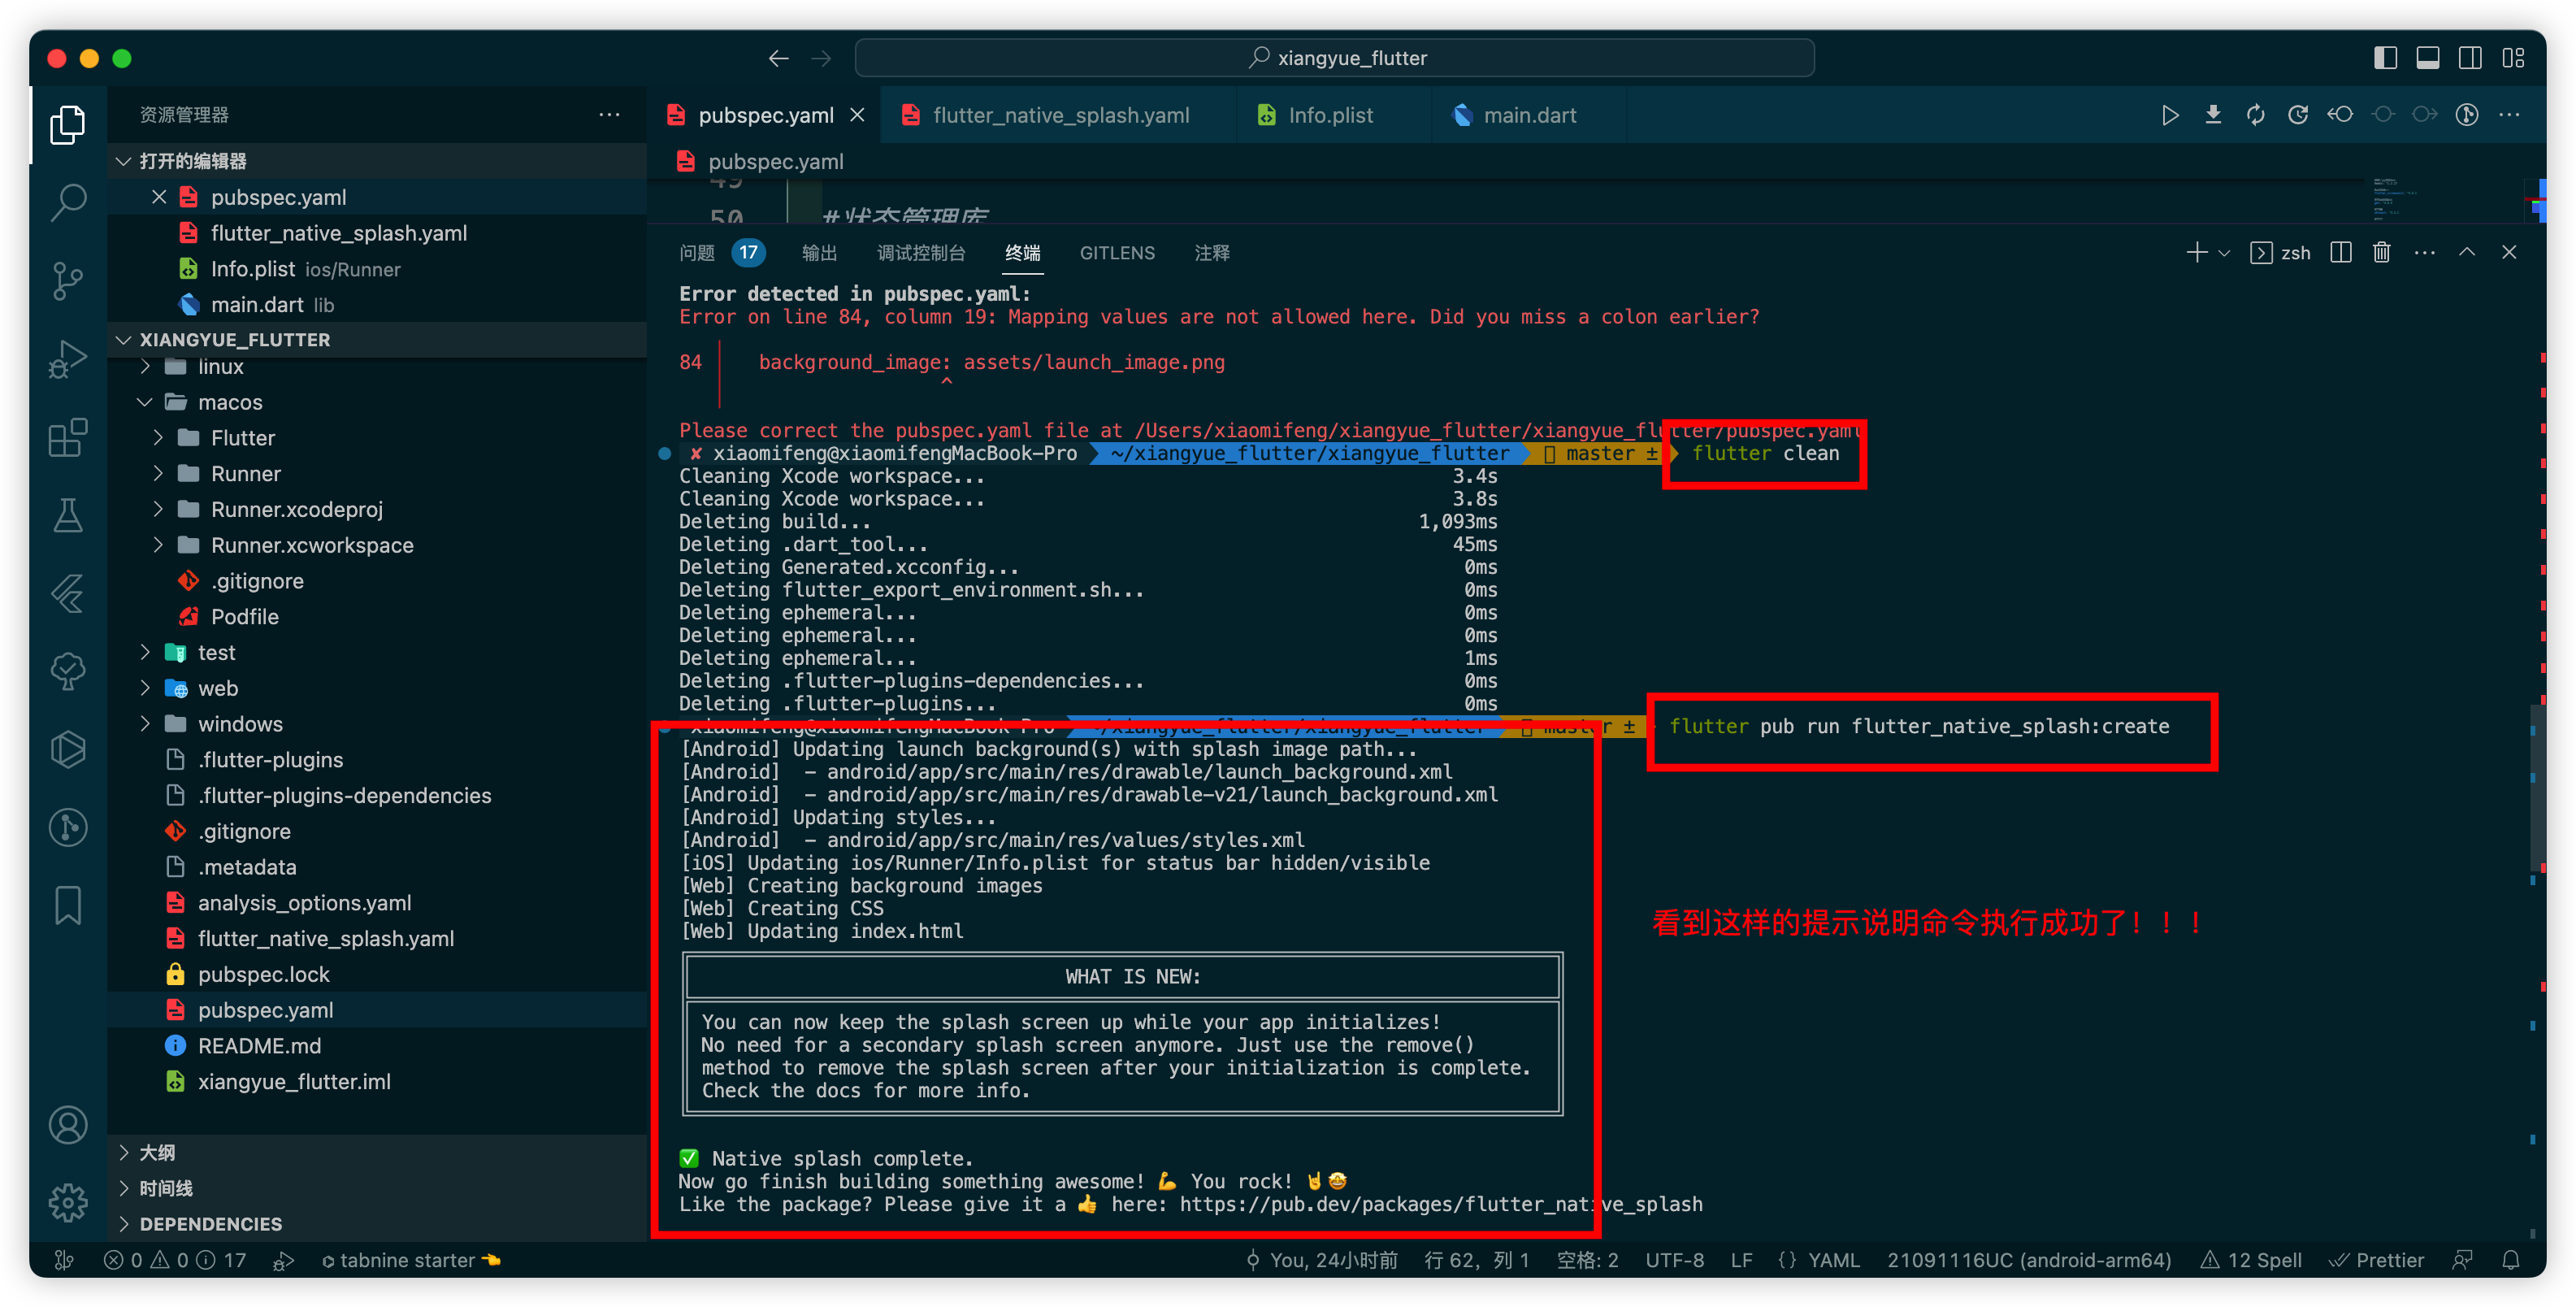 xiangyue_flutter
资源管理器
pubspec.yaml
flutter_native_splash.yaml
Info.plist
main.dart
打开的编辑器
pubspec.yaml
pubspec.yaml
49
50 #状态管理库
flutter_native_splash.yaml
Info.plist ios/Runner
main.dart lib
问题 17 输出 调试控制台 终端 GITLENS 注释
zsh
XIANGYUE_FLUTTER
linux
macos
Flutter
Runner
Runner.xcodeproj
Runner.xcworkspace
.gitignore
Podfile
test
web
windows
.flutter-plugins
.flutter-plugins-dependencies
.gitignore
.metadata
analysis_options.yaml
flutter_native_splash.yaml
pubspec.lock
pubspec.yaml
README.md
xiangyue_flutter.iml
大纲
时间线
DEPENDENCIES
Error detected in pubspec.yaml:
Error on line 84, column 19: Mapping values are not allowed here. Did you miss a colon earlier?
84 background_image: assets/launch_image.png
^
Please correct the pubspec.yaml file at /Users/xiaomifeng/xiangyue_flutter/xiangyue_flutter/pubspec.yaml
✘ xiaomifeng@xiaomifengMacBook-Pro ~/xiangyue_flutter/xiangyue_flutter master ± flutter clean
Cleaning Xcode workspace... 3.4s
Cleaning Xcode workspace... 3.8s
Deleting build... 1,093ms
Deleting .dart_tool... 45ms
Deleting Generated.xcconfig... 0ms
Deleting flutter_export_environment.sh... 0ms
Deleting ephemeral... 0ms
Deleting ephemeral... 0ms
Deleting ephemeral... 1ms
Deleting .flutter-plugins-dependencies... 0ms
Deleting .flutter-plugins... 0ms
xiaomifeng@xiaomifengMacBook-Pro ~/xiangyue_flutter/xiangyue_flutter master ± flutter pub run flutter_native_splash:create
[Android] Updating launch background(s) with splash image path...
[Android] - android/app/src/main/res/drawable/launch_background.xml
[Android] - android/app/src/main/res/drawable-v21/launch_background.xml
[Android] Updating styles...
[Android] - android/app/src/main/res/values/styles.xml
[iOS] Updating ios/Runner/Info.plist for status bar hidden/visible
[Web] Creating background images
[Web] Creating CSS
[Web] Updating index.html
看到这样的提示说明命令执行成功了！！！
WHAT IS NEW:
You can now keep the splash screen up while your app initializes!
No need for a secondary splash screen anymore. Just use the remove()
method to remove the splash screen after your initialization is complete.
Check the docs for more info.
✅ Native splash complete.
Now go finish building something awesome! 💪 You rock! 🤘🤩
Like the package? Please give it a 👍 here: https://pub.dev/packages/flutter_native_splash
0 0 17 tabnine starter 👈 You, 24小时前 行 62，列 1 空格: 2 UTF-8 LF {} YAML 21091116UC (android-arm64) 12 Spell Prettier